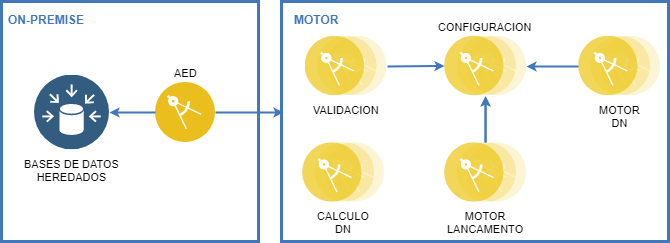 ON-PREMISE
AED
BASES DE DATOS
HEREDADOS
MOTOR
CONFIGURACION
VALIDACION
MOTOR
DN
CALCULO
DN
MOTOR
LANCAMENTO